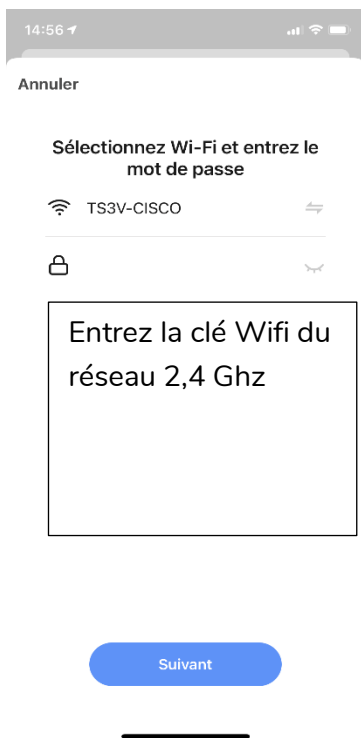 14:56
Annuler
Sélectionnez Wi-Fi et entrez le
mot de passe
TS3V-CISCO
Entrez la clé Wifi du
réseau 2,4 Ghz
Suivant